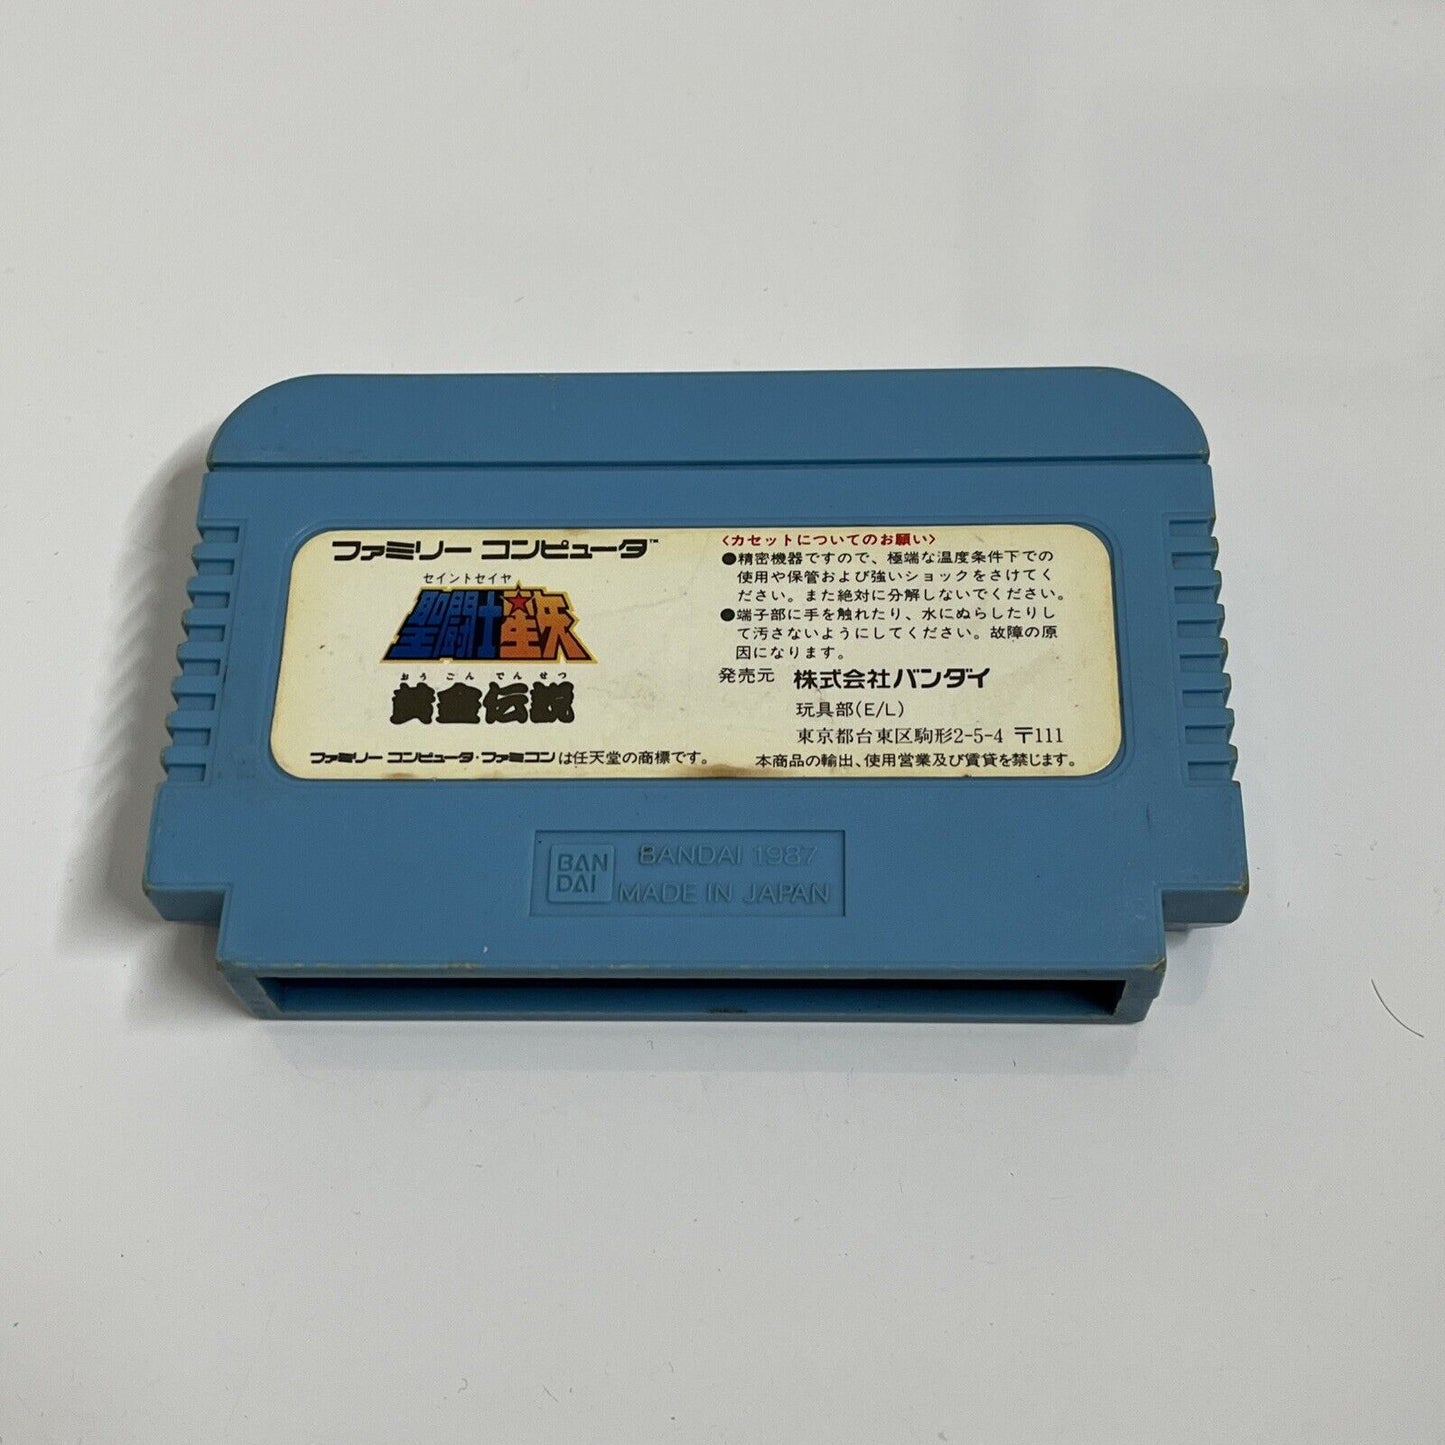 ファミリー コンピュータ™
セイントセイヤ
聖闘士星矢
おうごんでんせつ
黄金伝説
ファミリー コンピュータ・ファミコンは任天堂の商標です。
〈カセットについてのお願い〉
●精密機器ですので、極端な温度条件下での
使用や保管および強いショックをさけてく
ださい。また絶対に分解しないでください。
●端子部に手を触れたり、水にぬらしたりし
て汚さないようにしてください。故障の原
因になります。
発売元 株式会社バンダイ
玩具部(E/L)
東京都台東区駒形2-5-4 〒111
本商品の輸出、使用営業及び賃貸を禁じます。
BAN
DAI
BANDAI 1987
MADE IN JAPAN